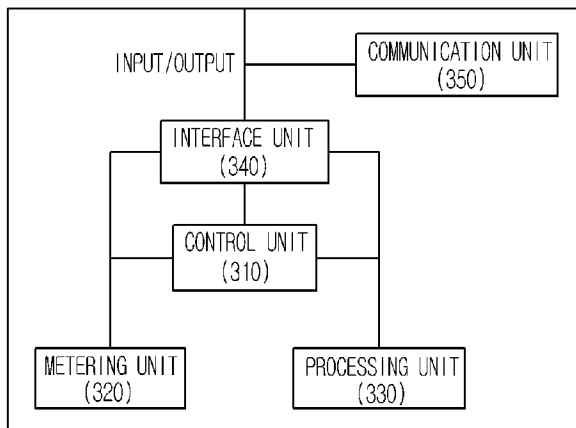 INPUT/OUTPUT
COMMUNICATION UNIT
(350)
INTERFACE UNIT
(340)
CONTROL UNIT
(310)
METERING UNIT
(320)
PROCESSING UNIT
(330)